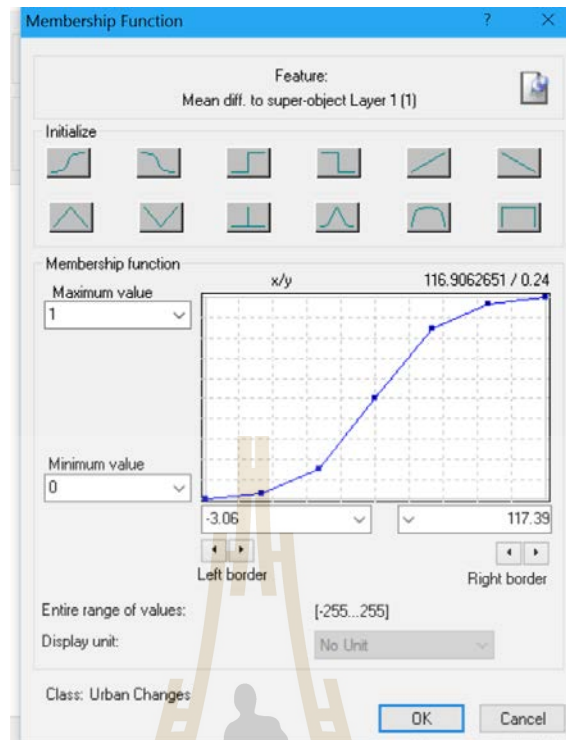 Membership Function ? ×
Feature:
Mean diff. to super-object Layer 1 (1)
Initialize
Membership function
x/y 116.9062651 / 0.24
Maximum value
1
Minimum value
0
-3.06 117.39
Left border Right border
Entire range of values: [-255...255]
Display unit: No Unit
Class: Urban Changes
OK Cancel